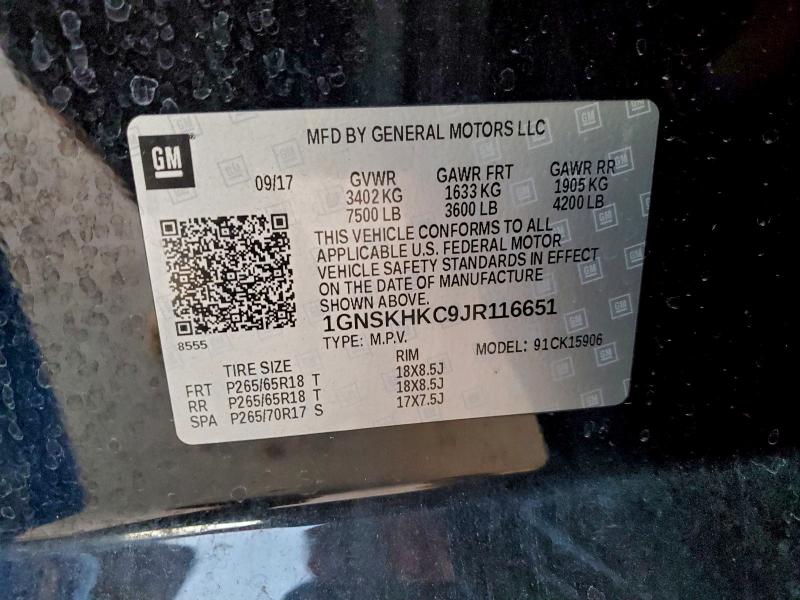 MFD BY GENERAL MOTORS LLC
GM
09/17 GVWR GAWR FRT GAWR RR
3402 KG 1633 KG 1905 KG
7500 LB 3600 LB 4200 LB
THIS VEHICLE CONFORMS TO ALL
APPLICABLE U.S. FEDERAL MOTOR
VEHICLE SAFETY STANDARDS IN EFFECT
ON THE DATE OF MANUFACTURE
SHOWN ABOVE.
1GNSKHKC9JR116651
8555
TYPE: M.P.V. MODEL: 91CK15906
TIRE SIZE RIM
FRT P265/65R18 T 18X8.5J
RR P265/65R18 T 18X8.5J
SPA P265/70R17 S 17X7.5J